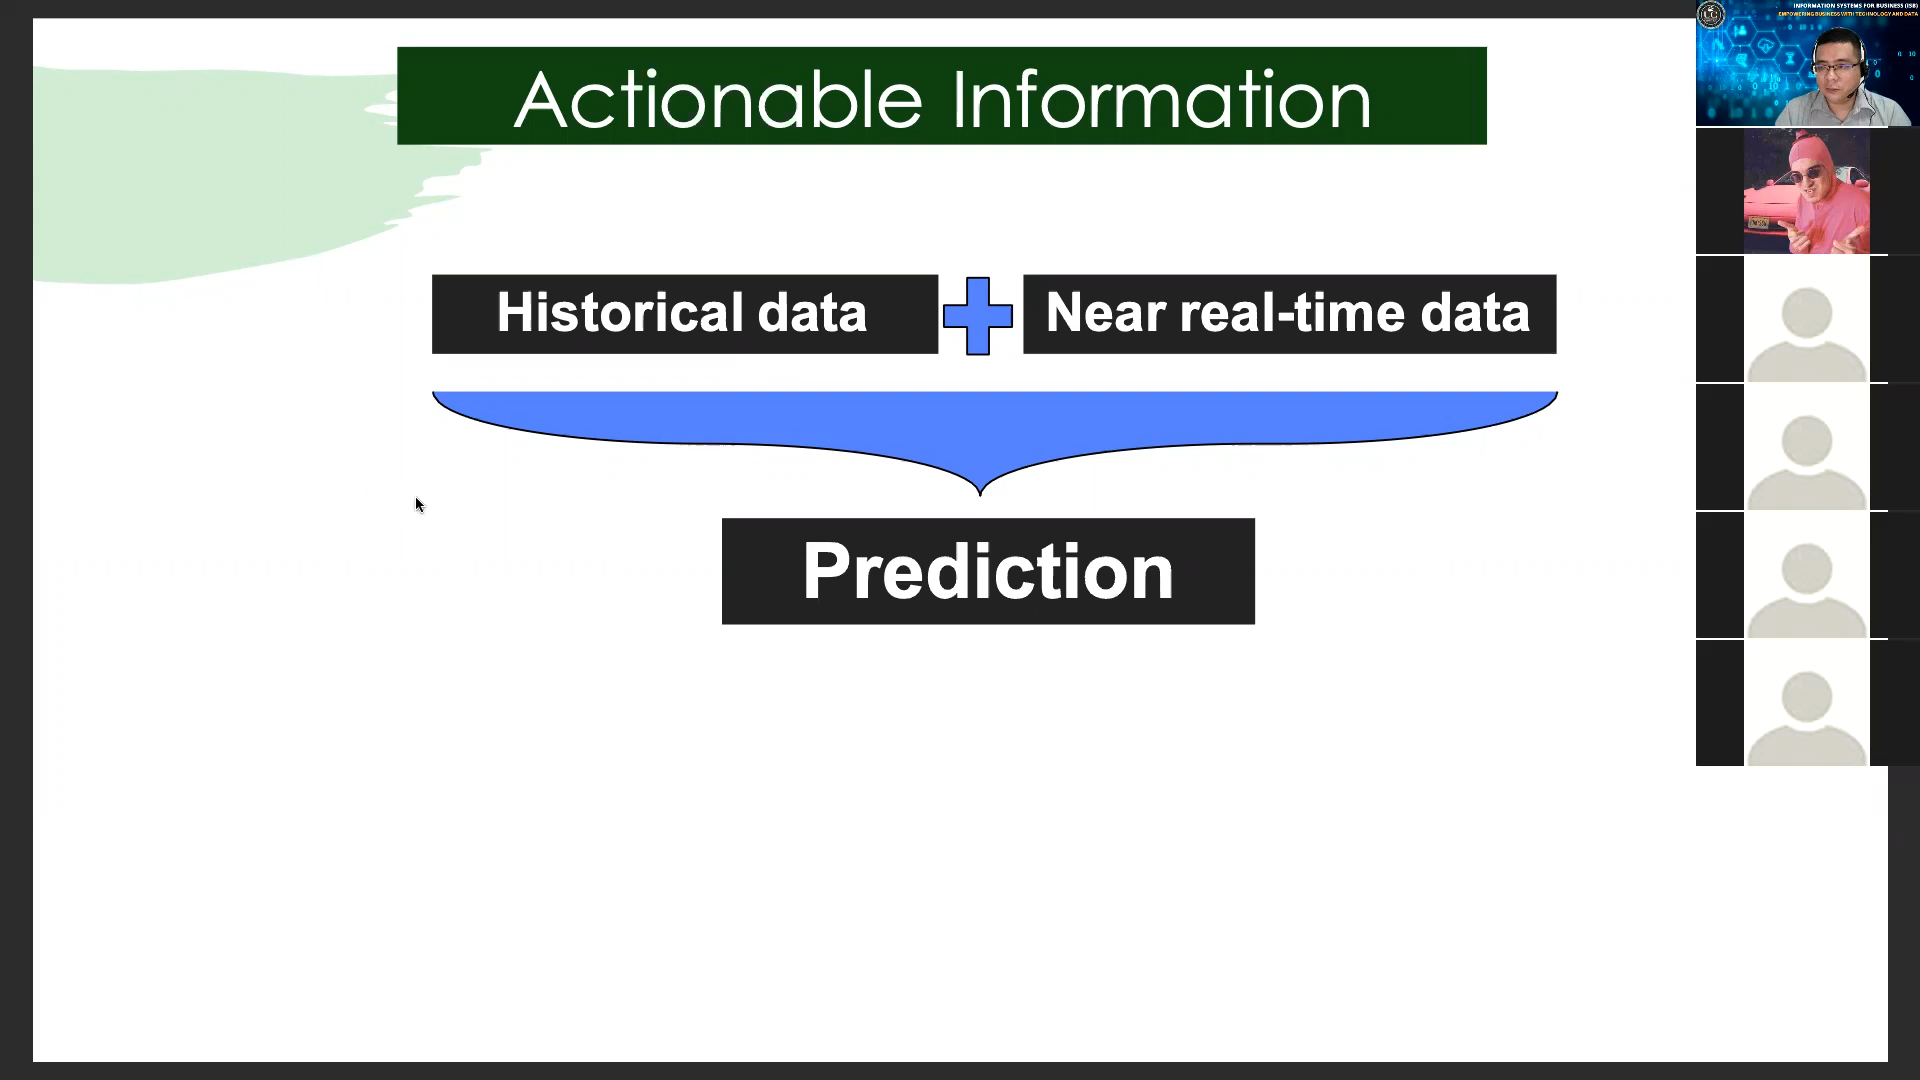 Actionable Information
Historical data
Near real-time data
Prediction
INFORMATION SYSTEMS FOR BUSINESS (ISB)
EMPOWERING BUSINESS WITH TECHNOLOGY AND DATA